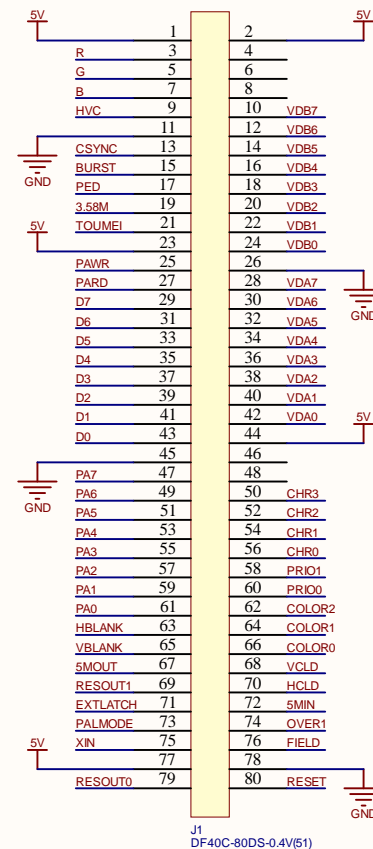 5V 5V
1 2
R 3 4
G 5 6
B 7 8
HVC 9 10 VDB7
11 12 VDB6
CSYNC 13 14 VDB5
GND BURST 15 16 VDB4
PED 17 18 VDB3
3.58M 19 20 VDB2
5V TOUMEI 21 22 VDB1
23 24 VDB0
PAWR 25 26
PARD 27 28 VDA7
D7 29 30 VDA6 GND
D6 31 32 VDA5
D5 33 34 VDA4
D4 35 36 VDA3
D3 37 38 VDA2
D2 39 40 VDA1
D1 41 42 VDA0 5V
D0 43 44
45 46
PA7 47 48
GND PA6 49 50 CHR3
PA5 51 52 CHR2
PA4 53 54 CHR1
PA3 55 56 CHR0
PA2 57 58 PRIO1
PA1 59 60 PRIO0
PA0 61 62 COLOR2
HBLANK 63 64 COLOR1
VBLANK 65 66 COLOR0
5MOUT 67 68 VCLD
RESOUT1 69 70 HCLD
EXTLATCH 71 72 5MIN
PALMODE 73 74 OVER1
5V XIN 75 76 FIELD
77 78
RESOUT0 79 80 RESET
GND
J1
DF40C-80DS-0.4V(51)